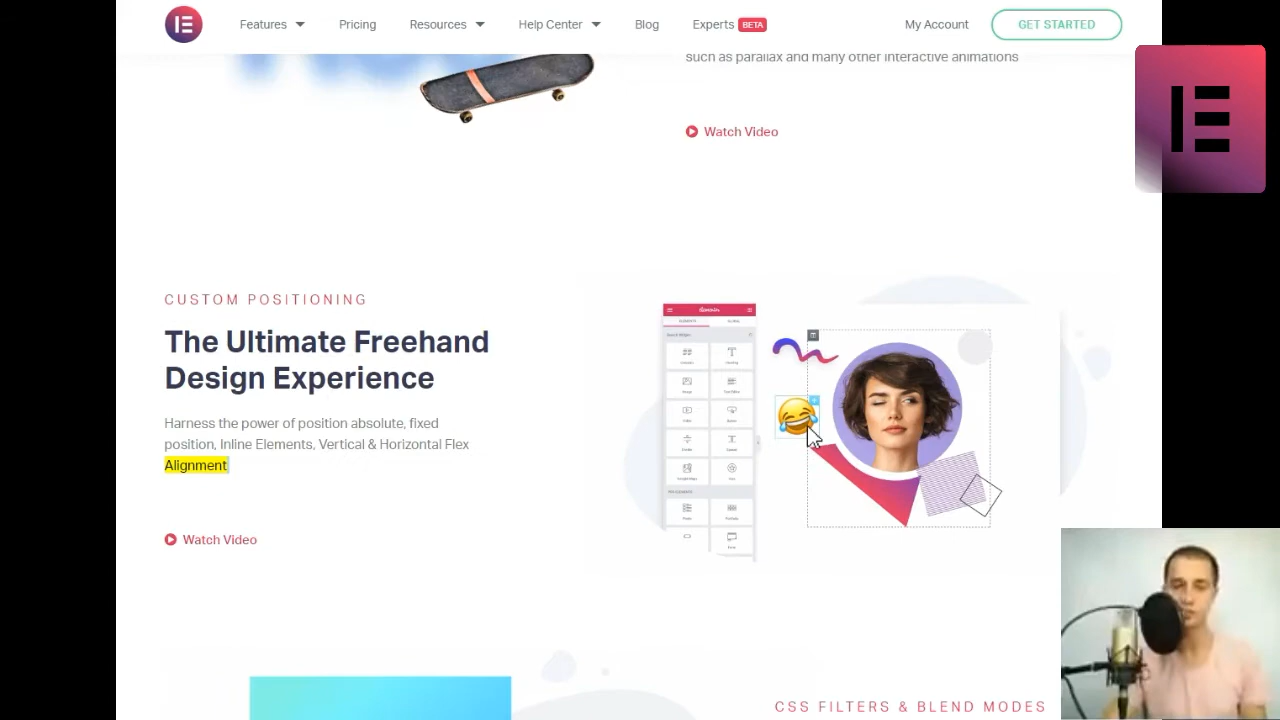 Features
Pricing
Resources
Help Center
Blog
Experts BETA
My Account
GET STARTED
such as parallax and many other interactive animations
Watch Video
CUSTOM POSITIONING
The Ultimate Freehand
Design Experience
Harness the power of position absolute, fixed
position, Inline Elements, Vertical & Horizontal Flex
Alignment
Watch Video
elementor
CSS FILTERS & BLEND MODES